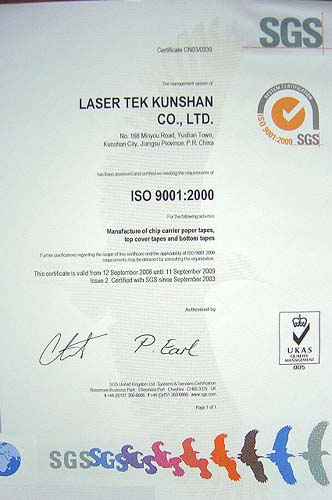 SGS
Certificate CN03/0339
The management system of
LASER TEK KUNSHAN
CO., LTD.
No. 168 Minyou Road, Yushan Town,
Kunshan City, Jiangsu Province, P.R. China
has been assessed and certified as meeting the requirements of
ISO 9001:2000
For the following activities
Manufacture of chip carrier paper tapes,
top cover tapes and bottom tapes
Further clarifications regarding the scope of this certificate and the applicability of ISO 9001:2000
requirements may be obtained by consulting the organization
This certificate is valid from 12 September 2006 until 11 September 2009
Issue 2. Certified with SGS since September 2003
Authorised by
P. Earl
SGS United Kingdom Ltd Systems & Services Certification
Rossmore Business Park Ellesmere Port Cheshire CH65 3EN UK
t +44 (0)151 350-6666 f +44 (0)151 350-6600 www.sgs.com
Page 1 of 1
SYSTEM CERTIFICATION
ISO 9001:2000
SGS
UKAS
QUALITY
MANAGEMENT
005
SGS SGS SGS